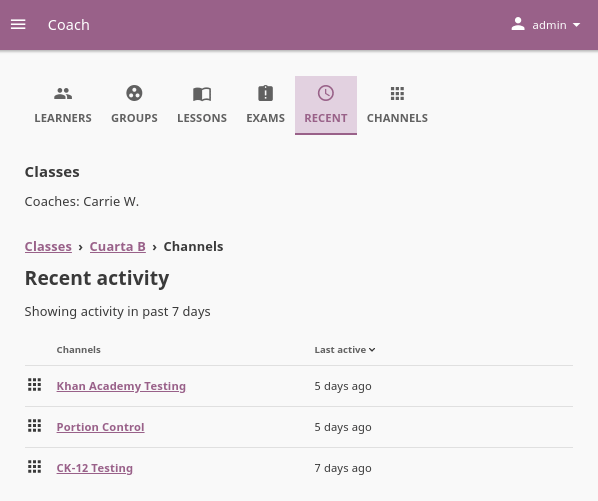 Coach
admin
LEARNERS GROUPS LESSONS EXAMS RECENT CHANNELS
Classes
Coaches: Carrie W.
Classes › Cuarta B › Channels
Recent activity
Showing activity in past 7 days
Channels Last active
Khan Academy Testing 5 days ago
Portion Control 5 days ago
CK-12 Testing 7 days ago